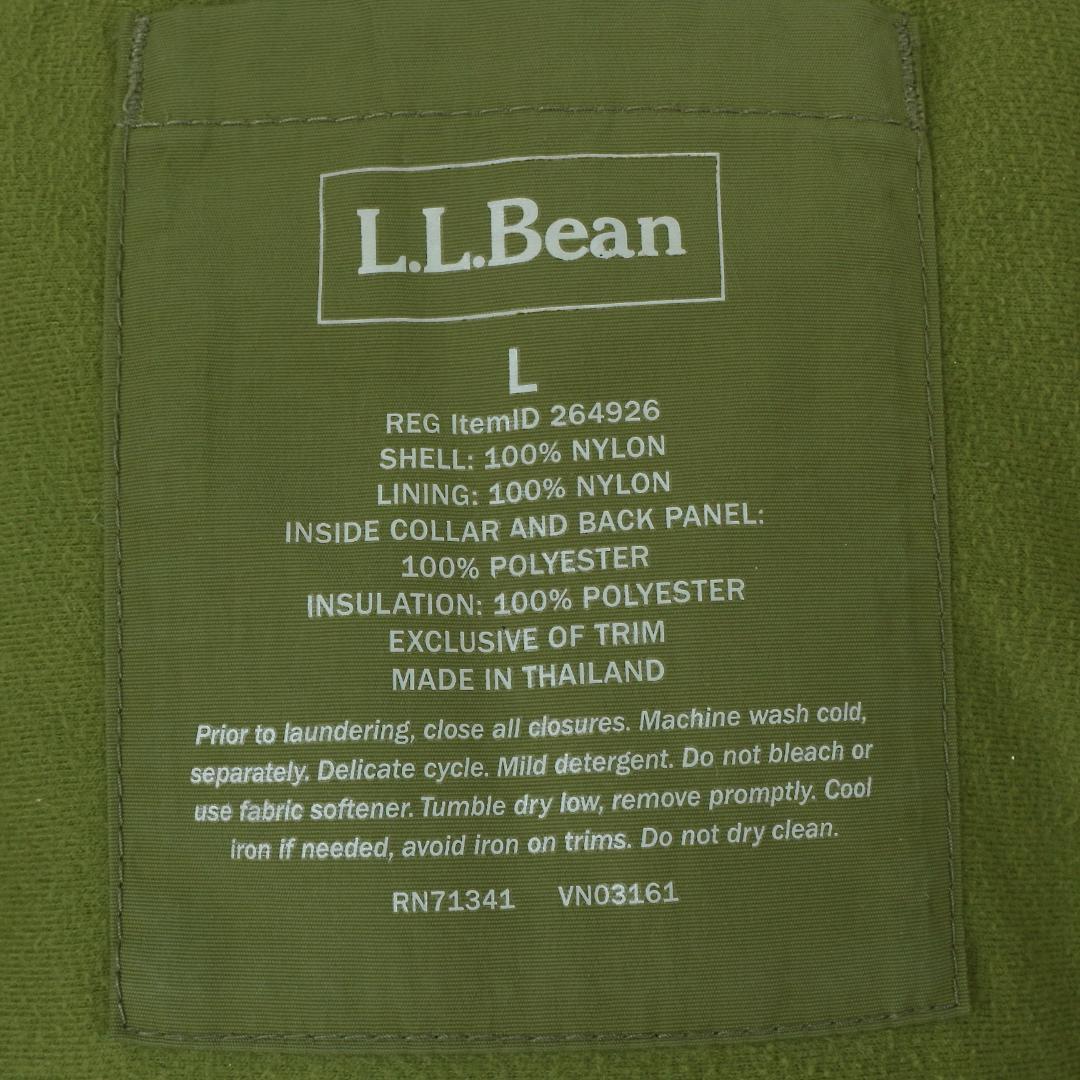 L.L.Bean
L
REG ItemID 264926
SHELL: 100% NYLON
LINING: 100% NYLON
INSIDE COLLAR AND BACK PANEL:
100% POLYESTER
INSULATION: 100% POLYESTER
EXCLUSIVE OF TRIM
MADE IN THAILAND
Prior to laundering, close all closures. Machine wash cold,
separately. Delicate cycle. Mild detergent. Do not bleach or
use fabric softener. Tumble dry low, remove promptly. Cool
iron if needed, avoid iron on trims. Do not dry clean.
RN71341 VN03161